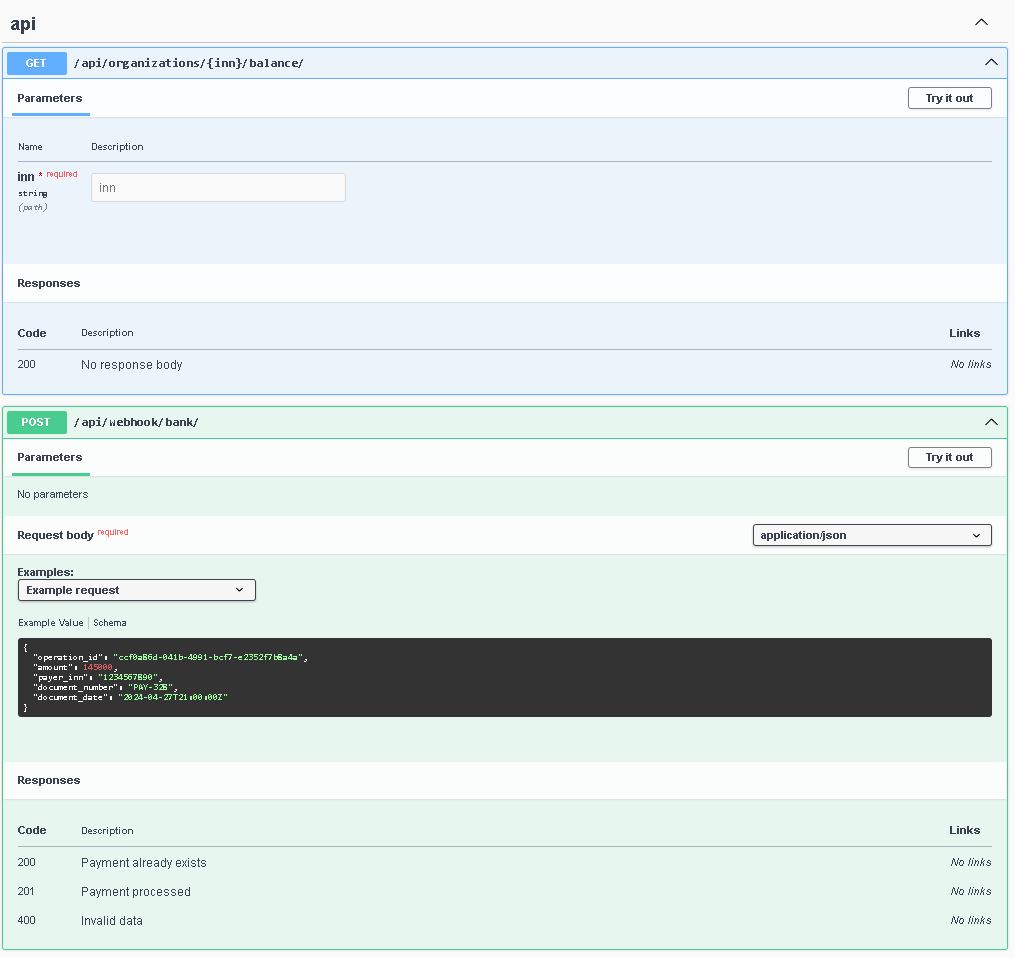 api
GET /api/organizations/{inn}/balance/
Parameters
Try it out
Name Description
inn * required
string
(path)
inn
Responses
Code Description Links
200 No response body No links
POST /api/webhook/bank/
Parameters
Try it out
No parameters
Request body required
application/json
Examples:
Example request
Example Value Schema
{
"operation_id": "ccf0a86d-041b-4991-bcf7-e2352f7b8a4a",
"amount": 145000,
"payer_inn": "1234567890",
"document_number": "PAY-328",
"document_date": "2024-04-27T21:00:00Z"
}
Responses
Code Description Links
200 Payment already exists No links
201 Payment processed No links
400 Invalid data No links